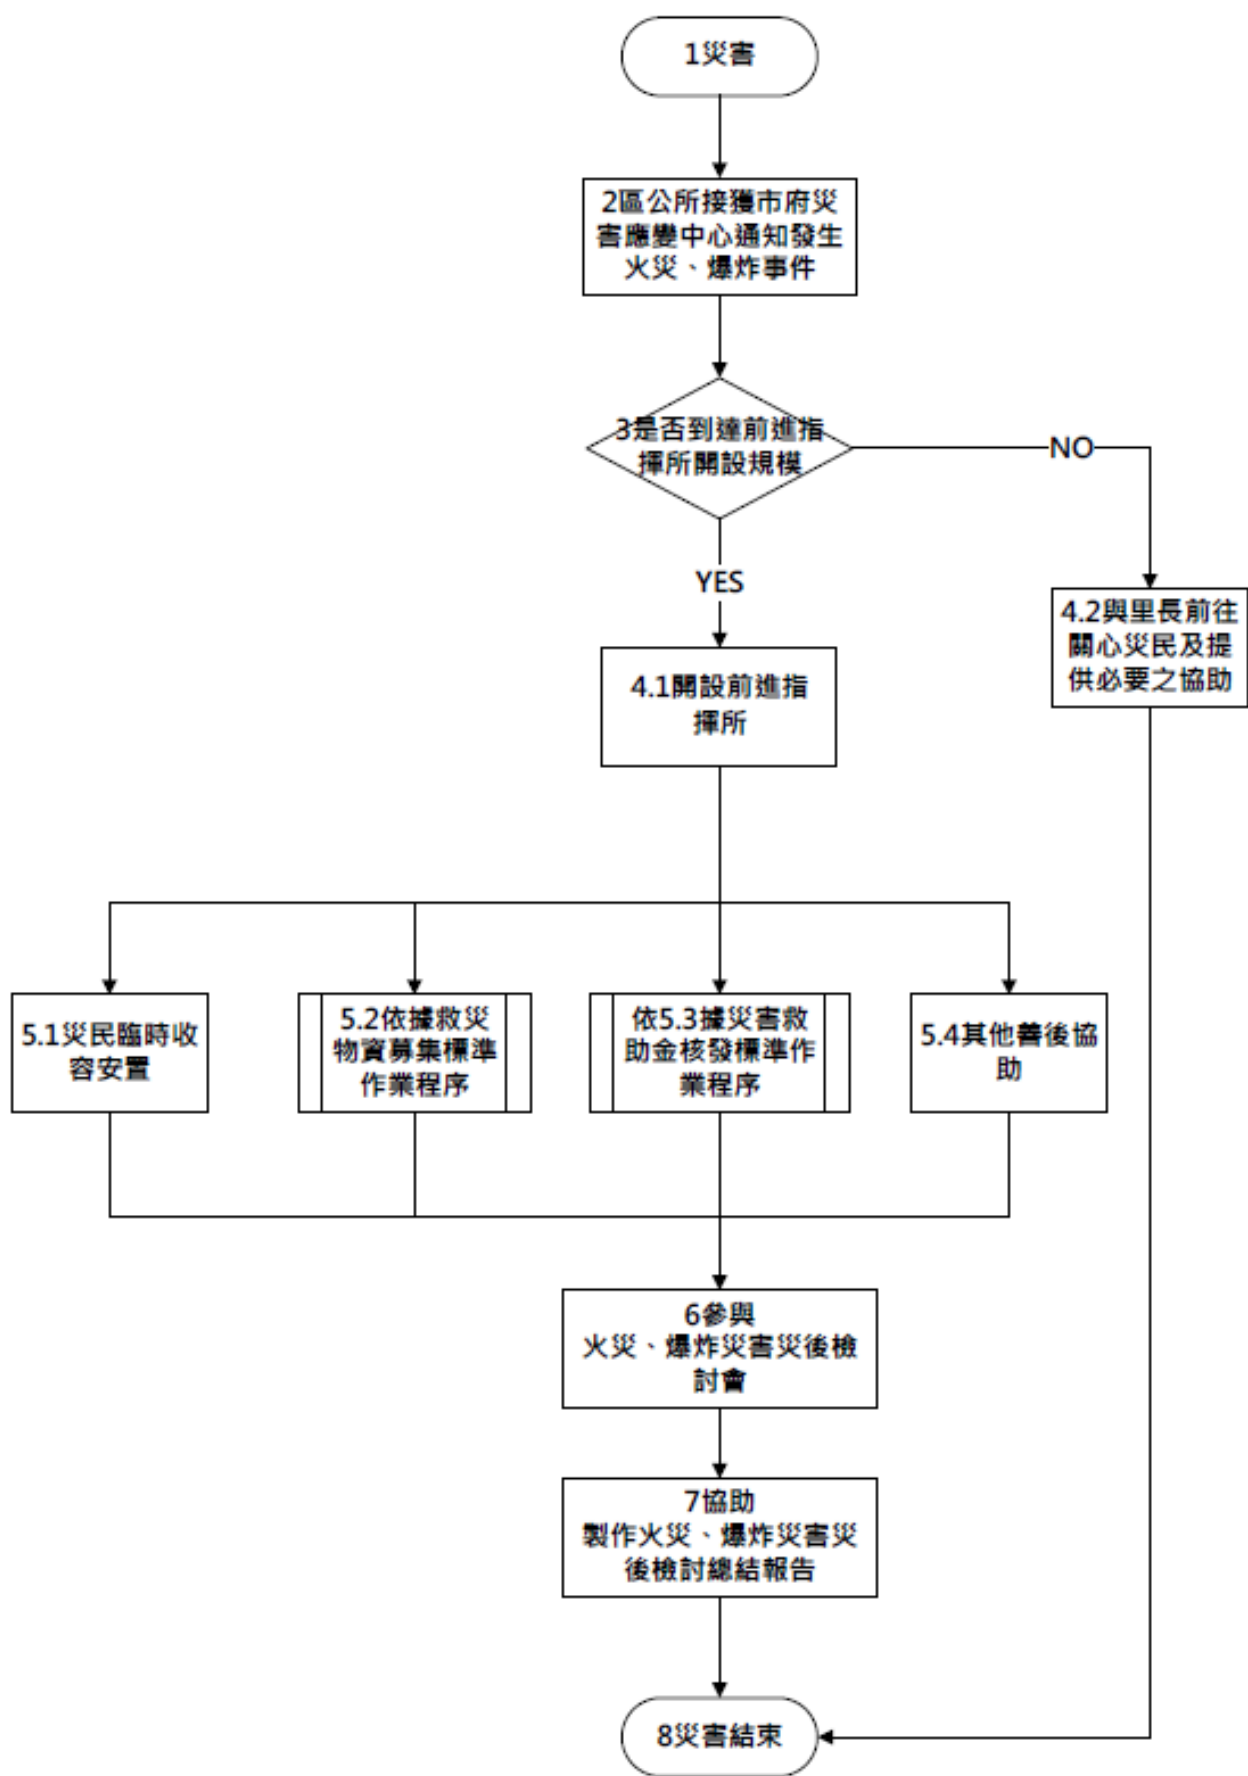 1災害
2區公所接獲市府災
害應變中心通知發生
火災、爆炸事件
3是否到達前進指
揮所開設規模
NO
YES
4.2與里長前往
關心災民及提
供必要之協助
4.1開設前進指
揮所
5.1災民臨時收
容安置
5.2依據救災
物資募集標準
作業程序
依5.3據災害救
助金核發標準作
業程序
5.4其他善後協
助
6參與
火災、爆炸災害災後檢
討會
7協助
製作火災、爆炸災害災
後檢討總結報告
8災害結束